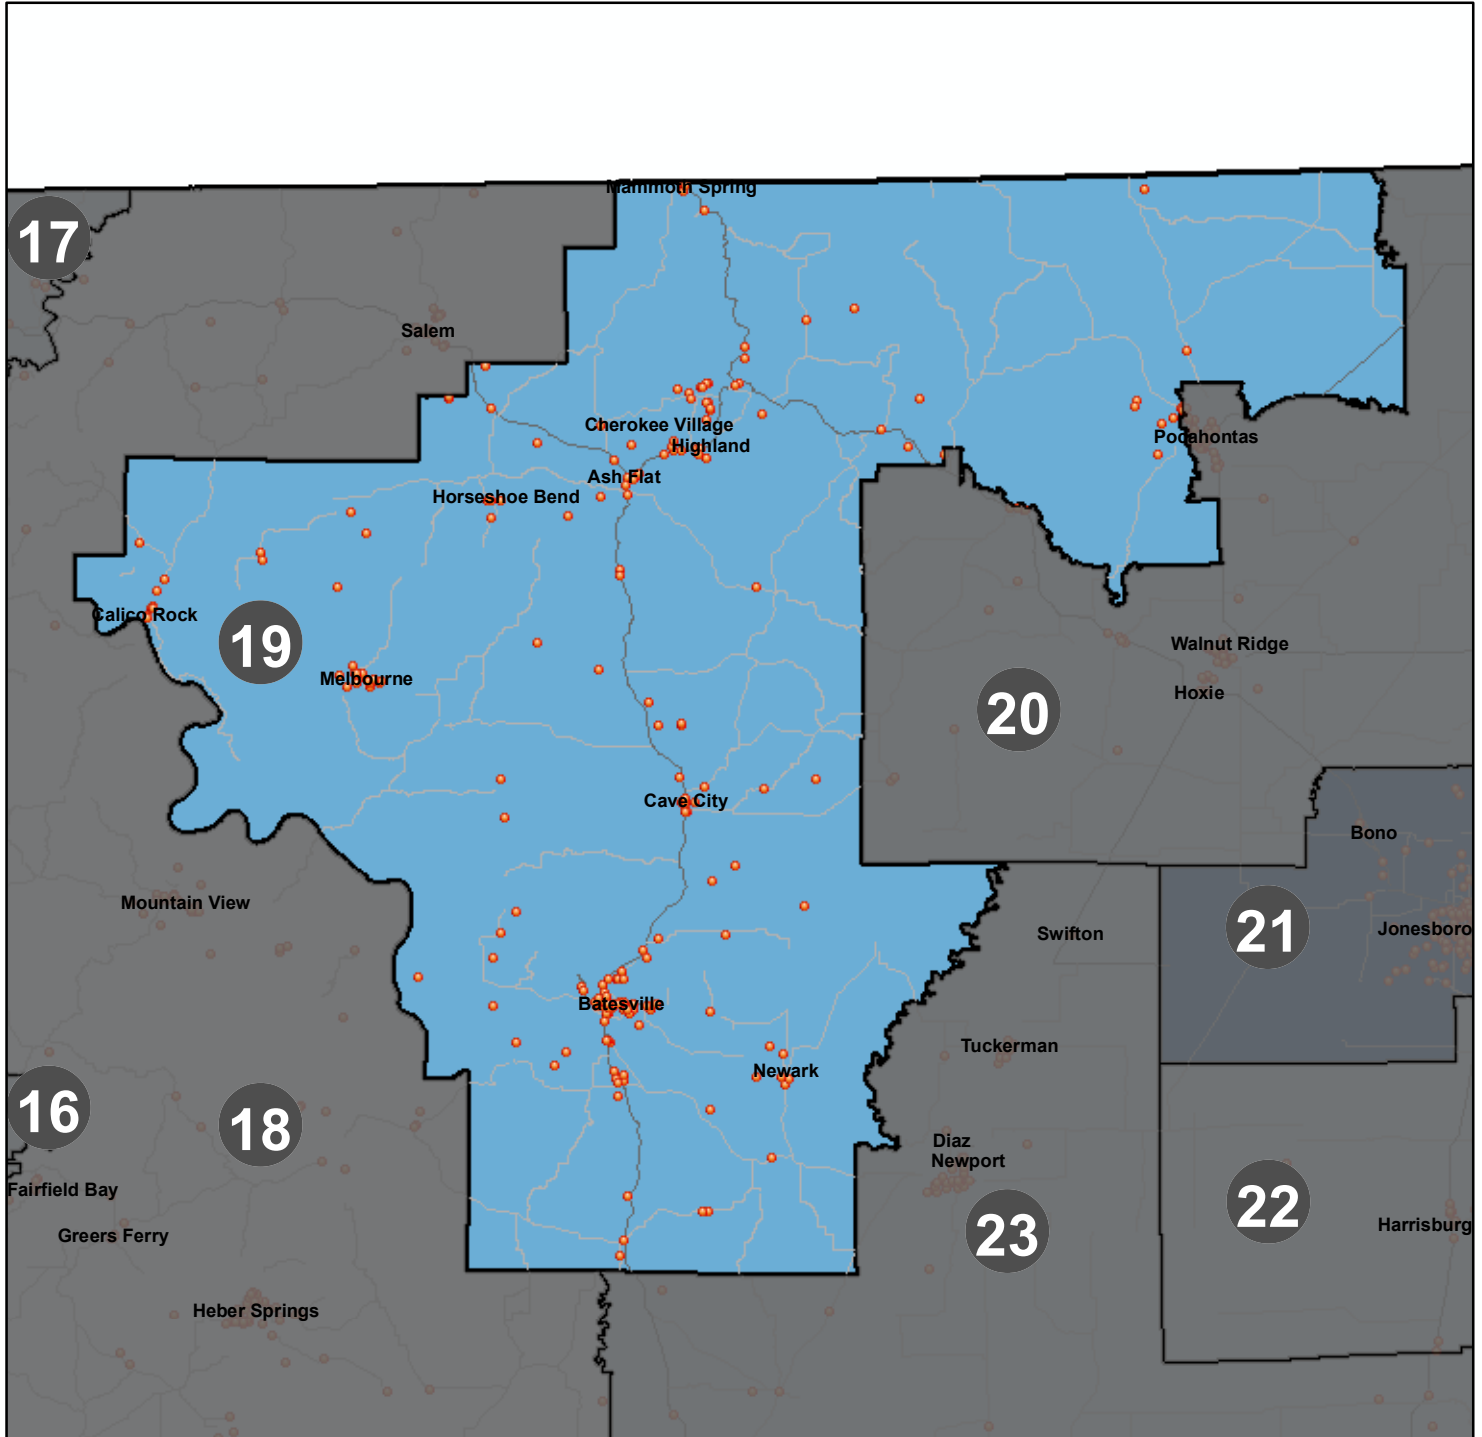 Mammoth Spring
17
Salem
Cherokee Village
Pocahontas
Highland
Ash Flat
Horseshoe Bend
Calico Rock
19
Walnut Ridge
Melbourne
Hoxie
20
Cave City
Bono
Mountain View
21
Jonesboro
Swifton
Batesville
Tuckerman
Newark
16
18
Diaz
Newport
Fairfield Bay
22
Harrisburg
23
Greers Ferry
Heber Springs